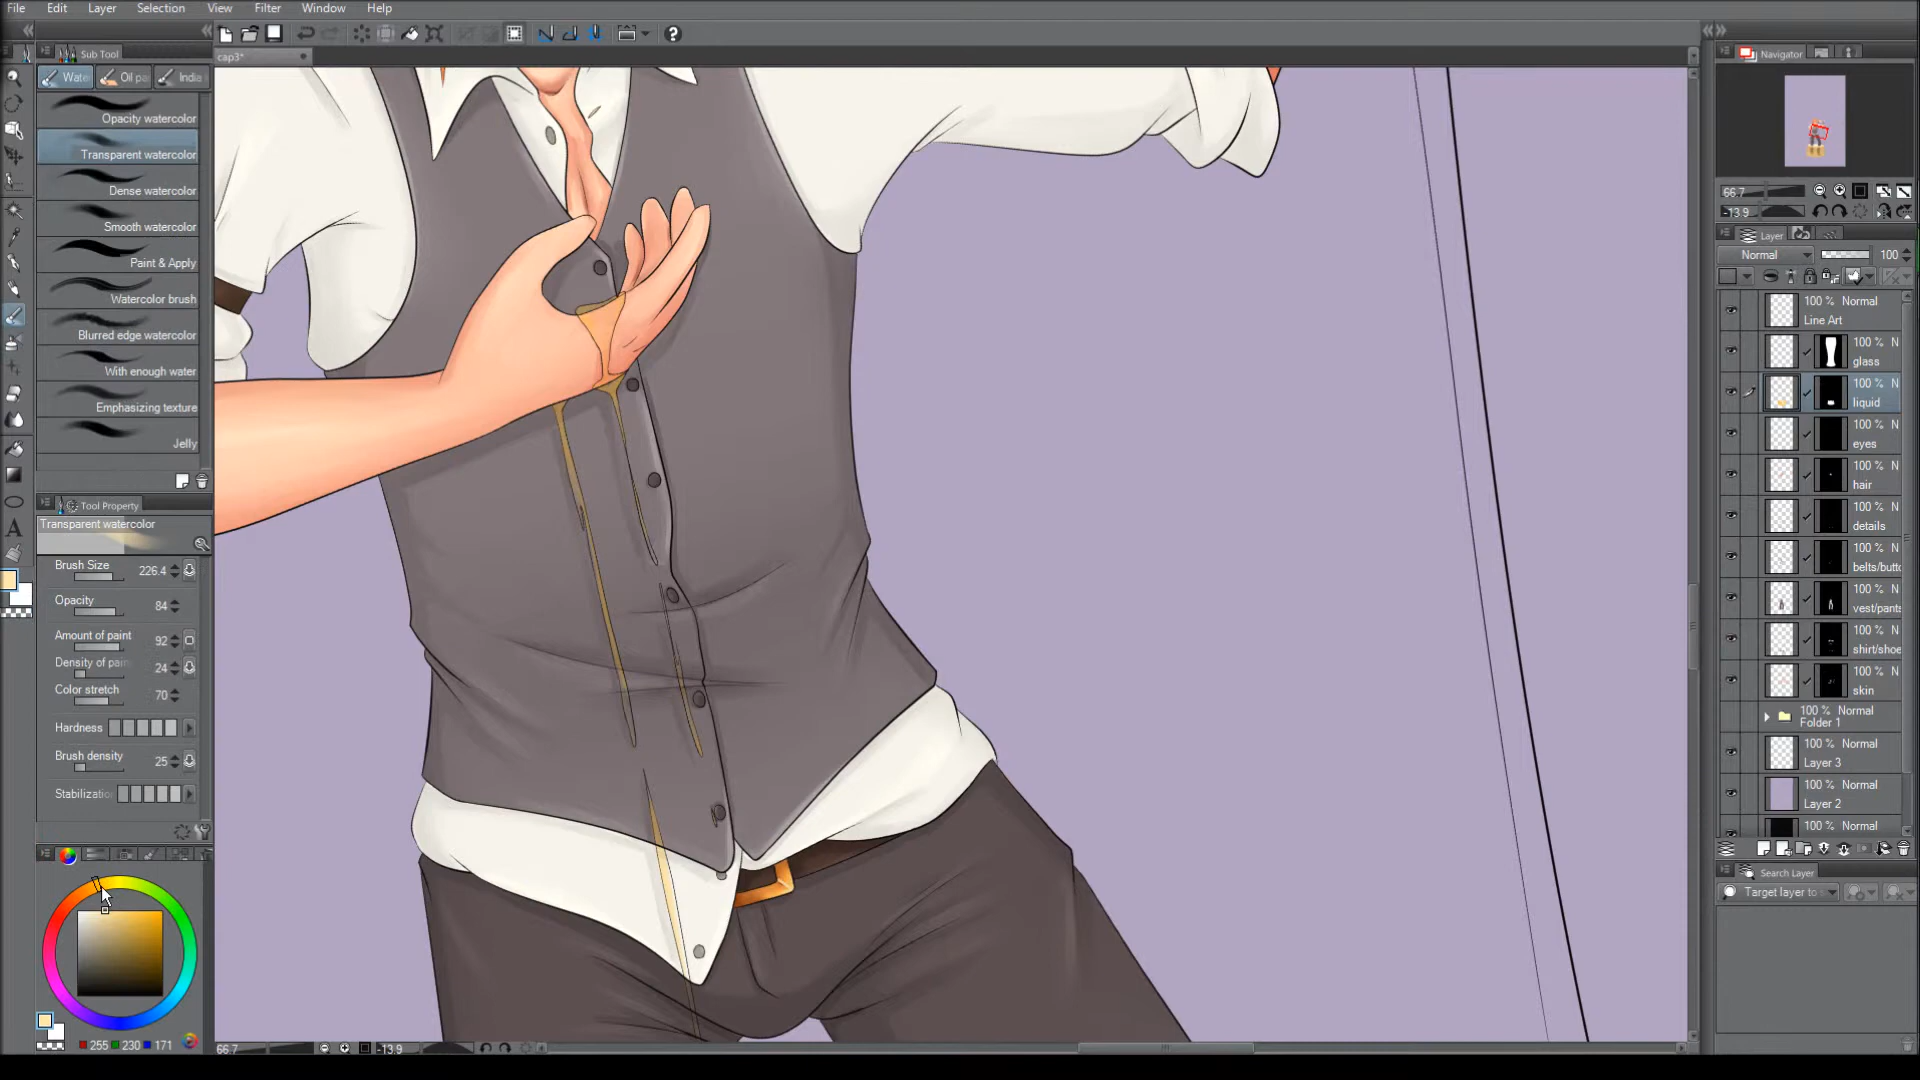 File Edit Layer Selection View Filter Window Help
Sub Tool
cap3*
Navigator
Wate Oil pa India
Opacity watercolor
Transparent watercolor
Dense watercolor
Smooth watercolor
Paint & Apply
Watercolor brush
Blurred edge watercolor
With enough water
Emphasizing texture
Jelly
Tool Property
Transparent watercolor
Brush Size 226.4
Opacity 84
Amount of paint 92
Density of pain 24
Color stretch 70
Hardness
Brush density 25
Stabilizatio
255 230 171
66.7 -13.9
66.7
-13.9
Layer
Normal 100
100 % Normal
Line Art
100 % N
glass
100 % N
liquid
100 % N
eyes
100 % N
hair
100 % N
details
100 % N
belts/butto
100 % N
vest/pants
100 % N
shirt/shoe
100 % N
skin
100 % Normal
Folder 1
100 % Normal
Layer 3
100 % Normal
Layer 2
100 % Normal
Search Layer
Target layer to